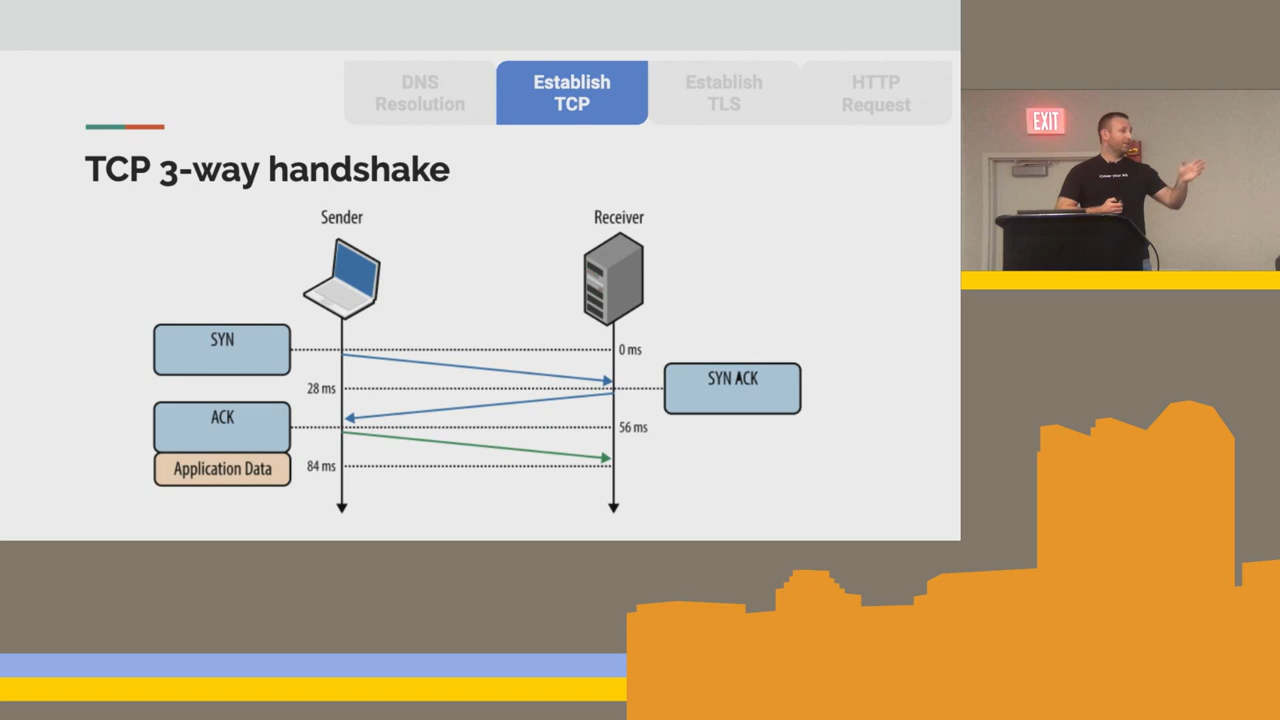 DNS
Resolution
Establish
TCP
Establish
TLS
HTTP
Request
TCP 3-way handshake
Sender
Receiver
SYN
0 ms
28 ms
SYN ACK
ACK
56 ms
Application Data
84 ms
EXIT